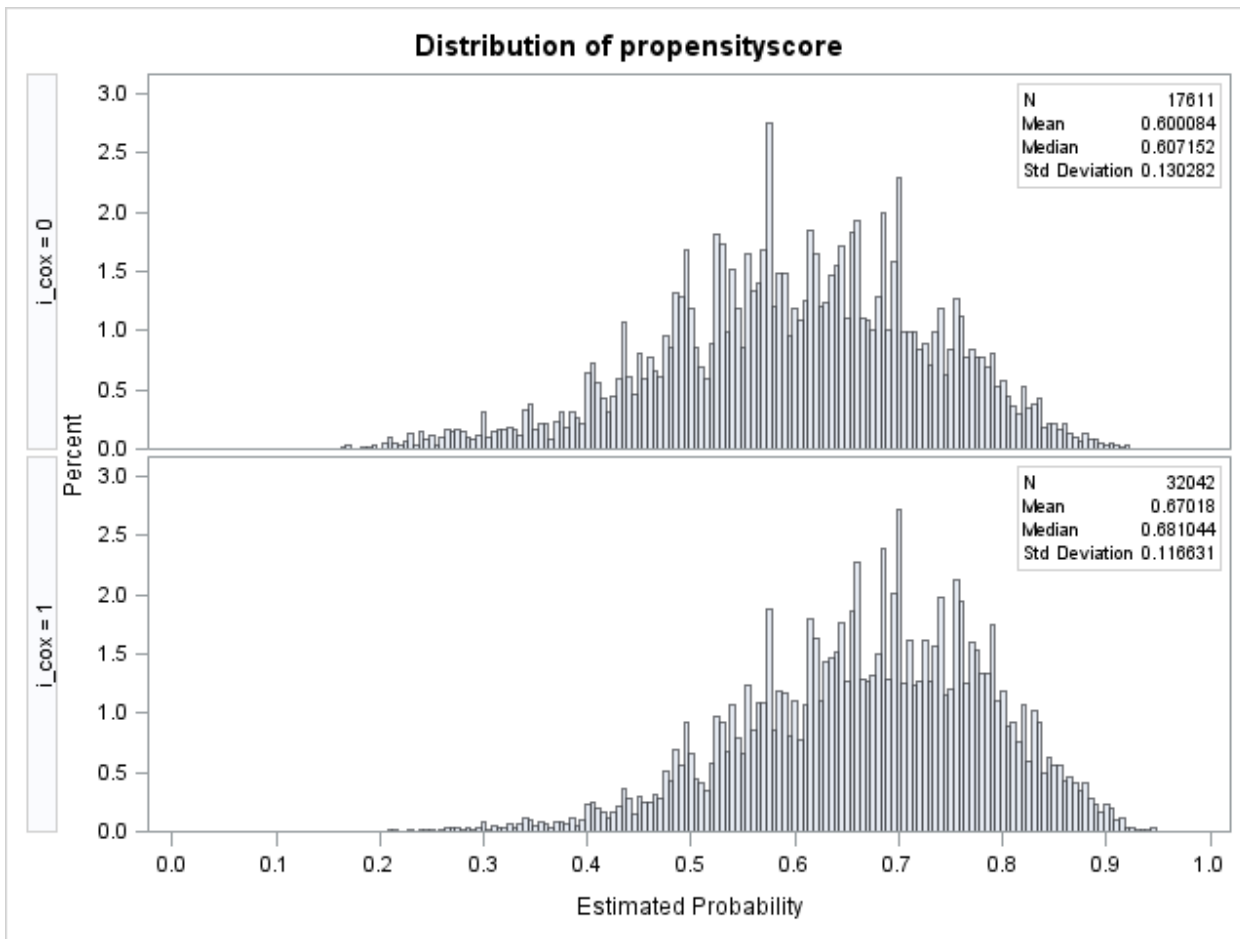 Distribution of propensityscore
i_cox = 0
3.0
2.5
2.0
1.5
1.0
0.5
0.0
N 17611
Mean 0.600084
Median 0.607152
Std Deviation 0.130282
Percent
i_cox = 1
3.0
2.5
2.0
1.5
1.0
0.5
0.0
N 32042
Mean 0.67018
Median 0.681044
Std Deviation 0.116631
0.0 0.1 0.2 0.3 0.4 0.5 0.6 0.7 0.8 0.9 1.0
Estimated Probability